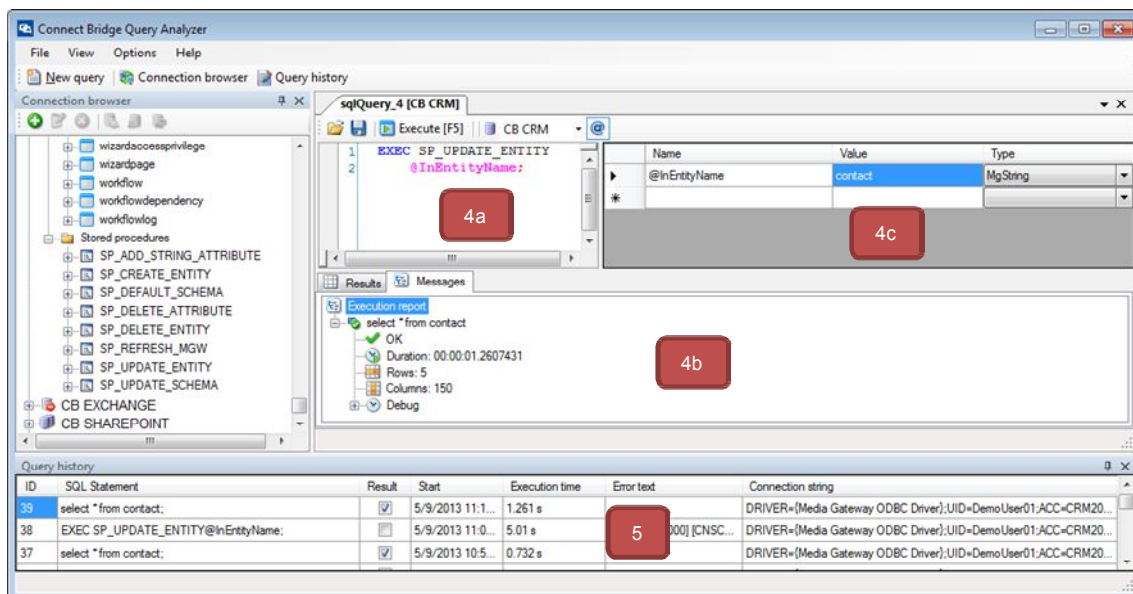 Connect Bridge Query Analyzer
File View Options Help
New query Connection browser Query history
Connection browser
wizardaccessprivilege
wizardpage
workflow
workflowdependency
workflowlog
Stored procedures
SP_ADD_STRING_ATTRIBUTE
SP_CREATE_ENTITY
SP_DEFAULT_SCHEMA
SP_DELETE_ATTRIBUTE
SP_DELETE_ENTITY
SP_REFRESH_MGW
SP_UPDATE_ENTITY
SP_UPDATE_SCHEMA
CB EXCHANGE
CB SHAREPOINT
sqlQuery_4 [CB CRM]
Execute [F5] CB CRM @
1 EXEC SP_UPDATE_ENTITY
2 @InEntityName;
4a
Name Value Type
@InEntityName contact MgString
4c
Results Messages
Execution report
select * from contact
OK
Duration: 00:00:01.2607431
Rows: 5
Columns: 150
Debug
4b
Query history
ID SQL Statement Result Start Execution time Error text Connection string
39 select * from contact; 5/9/2013 11:1... 1.261 s DRIVER={Media Gateway ODBC Driver};UID=DemoUser01;ACC=CRM20...
38 EXEC SP_UPDATE_ENTITY@InEntityName; 5/9/2013 11:0... 5.01 s 000] [CNSC... DRIVER={Media Gateway ODBC Driver};UID=DemoUser01;ACC=CRM20...
37 select * from contact; 5/9/2013 10:5... 0.732 s DRIVER={Media Gateway ODBC Driver};UID=DemoUser01;ACC=CRM20...
5